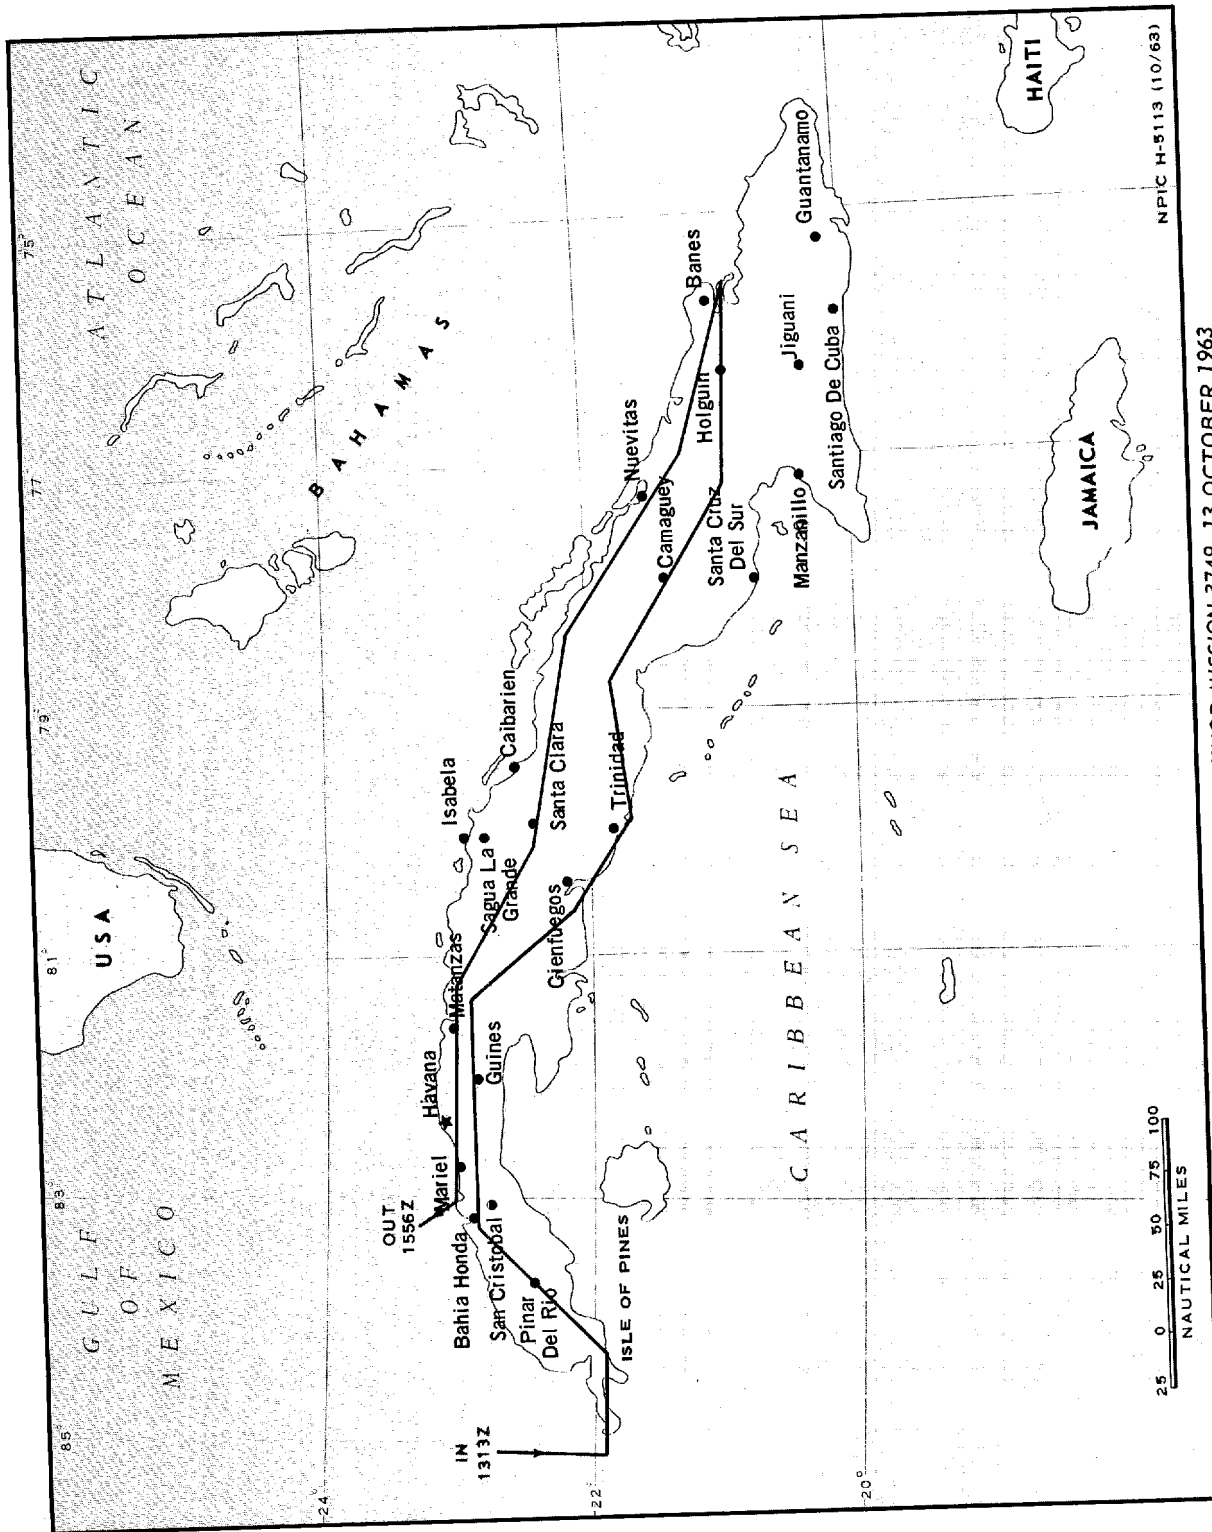 85°
83
81
79
77
75°
24
22
20°
GULF
OF
MEXICO
ATLANTIC
OCEAN
USA
BAHAMAS
IN
1313Z
OUT
1556Z
Mariel
Havana
Matanzas
Isabela
Sagua La
Grande
Caibarien
Santa Clara
Bahia Honda
San Cristobal
Pinar
Del Rio
Guines
Cienfuegos
Trinidad
Nuevitas
Camaguey
Santa Cruz
Del Sur
Holguin
Banes
Manzanillo
Jiguani
Santiago De Cuba
Guantanamo
ISLE OF PINES
CARIBBEAN SEA
JAMAICA
HAITI
25 0 25 50 75 100
NAUTICAL MILES
NPIC H-5113 (10/63)
MISSION 3749, 13 OCTOBER 1963